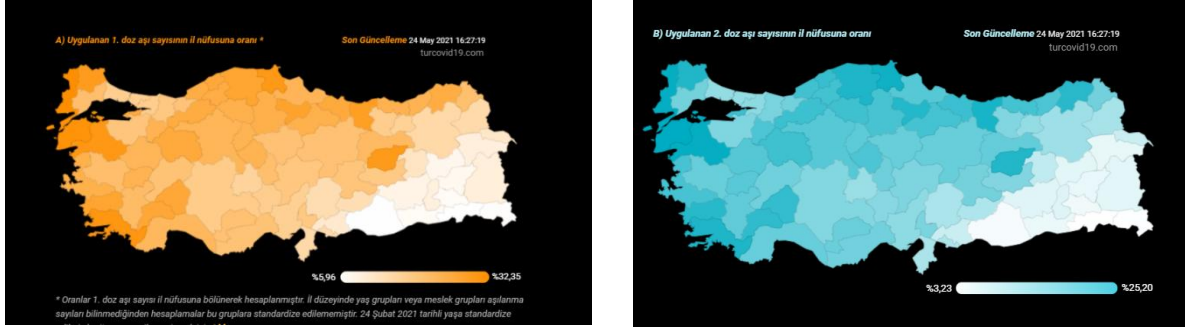 A) Uygulanan 1. doz aşı sayısının il nüfusuna oranı *
Son Güncelleme 24 May 2021 16:27:19
turcovid19.com
%5,96
%32,35
* Oranlar 1. doz aşı sayısı il nüfusuna bölünerek hesaplanmıştır. İl düzeyinde yaş grupları veya meslek grupları aşılanma
sayıları bilinmediğinden hesaplamalar bu gruplara standardize edilememiştir. 24 Şubat 2021 tarihli yaşa standardize
B) Uygulanan 2. doz aşı sayısının il nüfusuna oranı
Son Güncelleme 24 May 2021 16:27:19
turcovid19.com
%3,23
%25,20